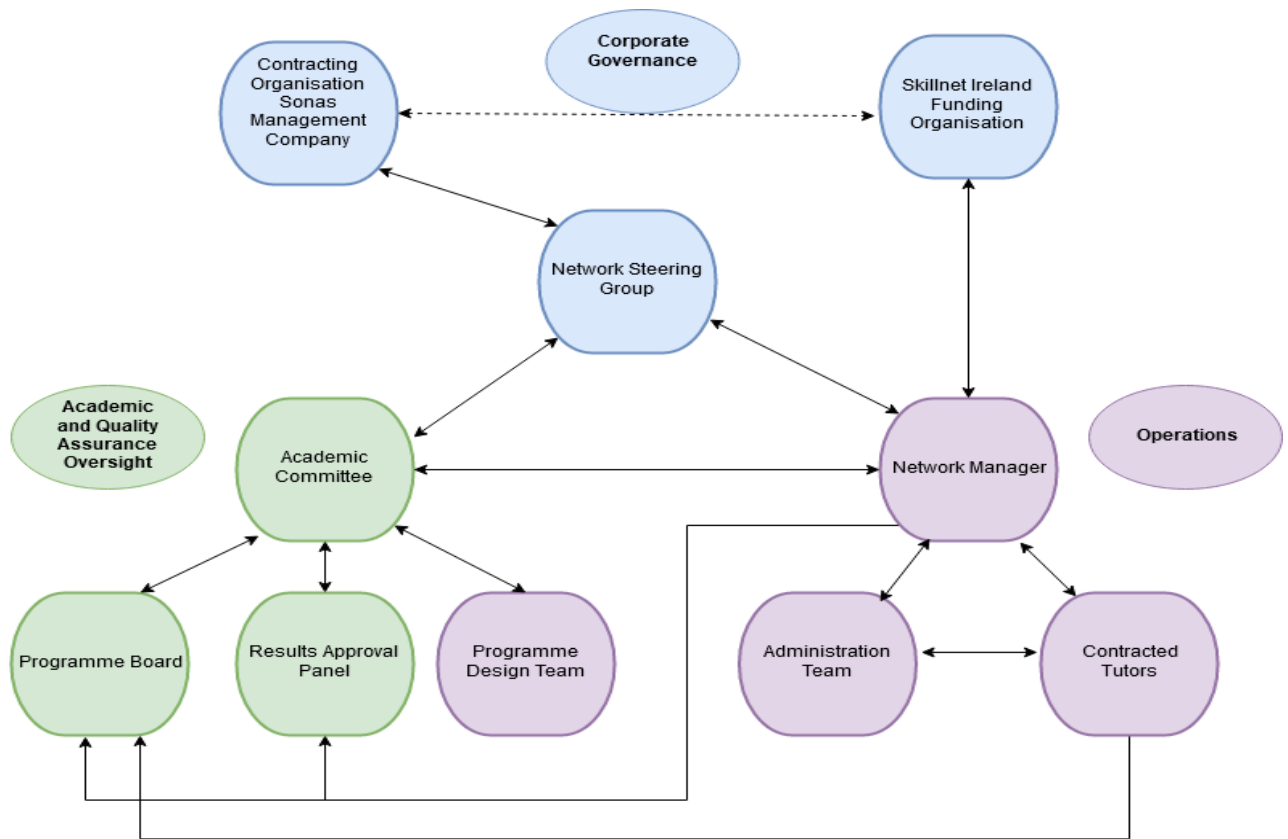 Corporate
Governance
Contracting
Organisation
Sonas
Management
Company
Skillnet Ireland
Funding
Organisation
Network Steering
Group
Academic
and Quality
Assurance
Oversight
Academic
Committee
Network Manager
Operations
Programme Board
Results Approval
Panel
Programme
Design Team
Administration
Team
Contracted
Tutors